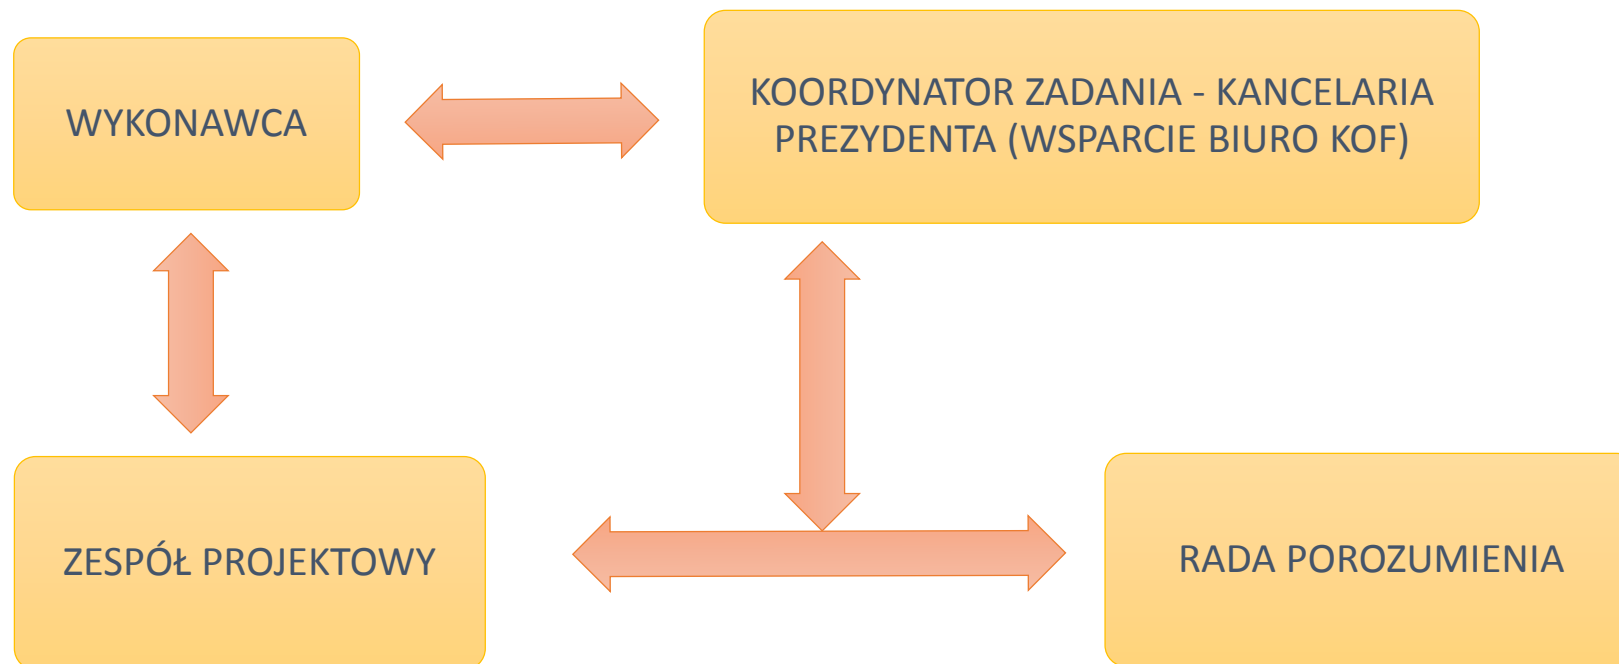 WYKONAWCA
KOORDYNATOR ZADANIA - KANCELARIA
PREZYDENTA (WSPARCIE BIURO KOF)
ZESPÓŁ PROJEKTOWY
RADA POROZUMIENIA